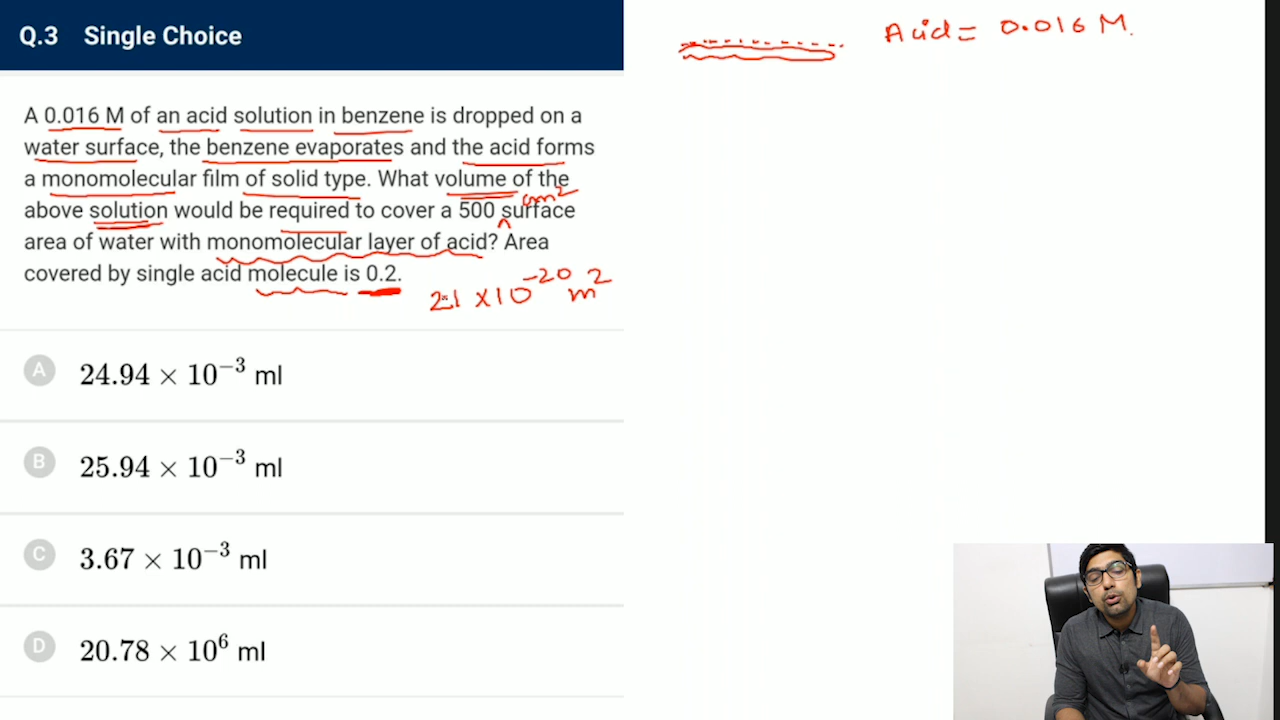 Q.3 Single Choice
Acid = 0.016 M.
A 0.016 M of an acid solution in benzene is dropped on a
water surface, the benzene evaporates and the acid forms
a monomolecular film of solid type. What volume of the
cm²
above solution would be required to cover a 500 surface
area of water with monomolecular layer of acid? Area
covered by single acid molecule is 0.2.
21 × 10⁻²⁰ m²
A 24.94 × 10⁻³ ml
B 25.94 × 10⁻³ ml
C 3.67 × 10⁻³ ml
D 20.78 × 10⁶ ml